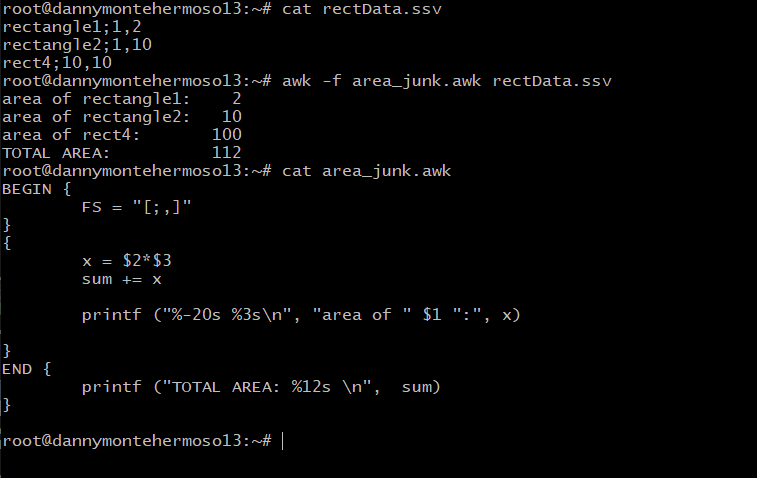 root@dannymontehermoso13:~# cat rectData.ssv
rectangle1;1,2
rectangle2;1,10
rect4;10,10
root@dannymontehermoso13:~# awk -f area_junk.awk rectData.ssv
area of rectangle1:    2
area of rectangle2:   10
area of rect4:       100
TOTAL AREA:          112
root@dannymontehermoso13:~# cat area_junk.awk
BEGIN {
        FS = "[;,]"
}
{
        x = $2*$3
        sum += x

        printf ("%-20s %3s\n", "area of " $1 ":", x)

}
END {
        printf ("TOTAL AREA: %12s \n",  sum)
}

root@dannymontehermoso13:~#